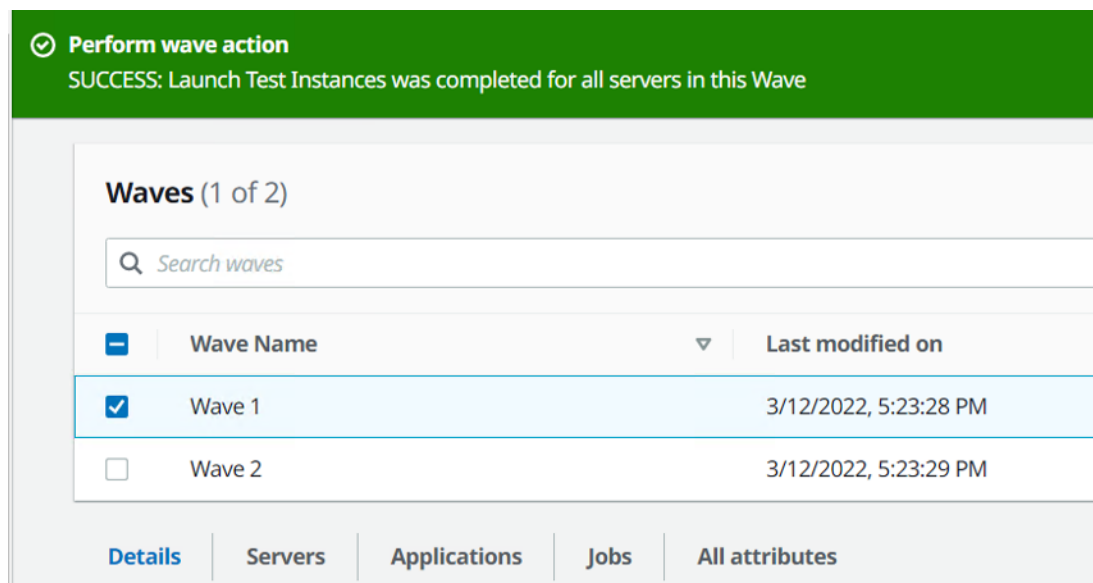 Perform wave action
SUCCESS: Launch Test Instances was completed for all servers in this Wave
Waves (1 of 2)
Search waves
Wave Name Last modified on
Wave 1 3/12/2022, 5:23:28 PM
Wave 2 3/12/2022, 5:23:29 PM
Details Servers Applications Jobs All attributes